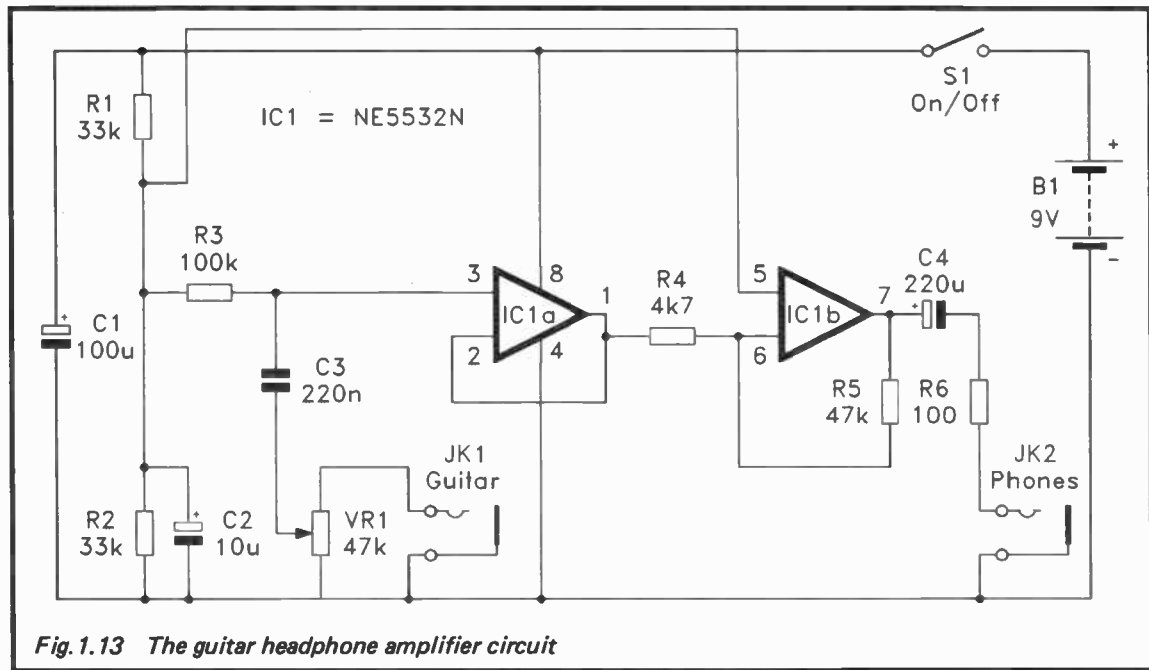 R1
33k
IC1 = NE5532N
S1
On/Off
+
B1
9V
-
R3
100k
3
8
IC1a
1
2
4
R4
4k7
5
IC1b
7
6
C4
220u
+
+
C1
100u
C3
220n
R5
47k
R6
100
JK1
Guitar
JK2
Phones
R2
33k
+
C2
10u
VR1
47k
Fig.1.13 The guitar headphone amplifier circuit